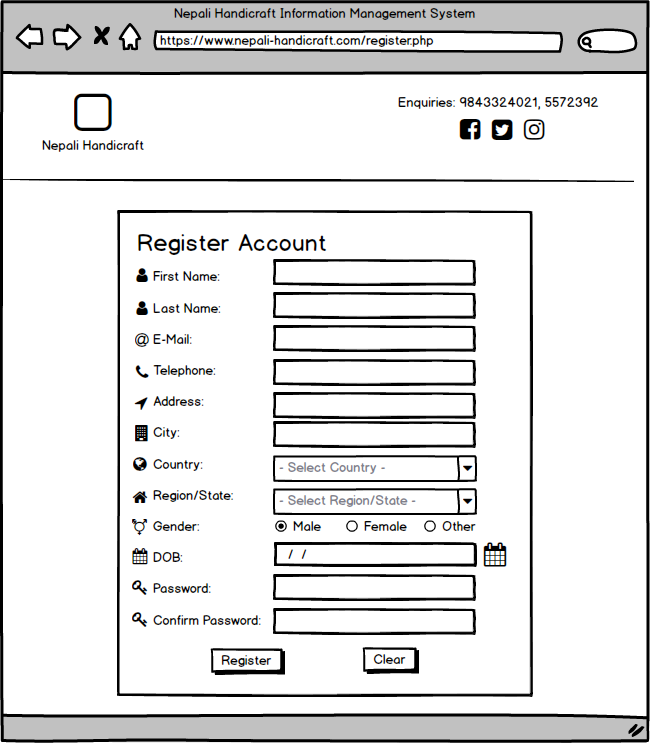 Nepali Handicraft Information Management System
https://www.nepali-handicraft.com/register.php
Enquiries: 9843324021, 5572392
Nepali Handicraft
Register Account
First Name:
Last Name:
E-Mail:
Telephone:
Address:
City:
Country: - Select Country -
Region/State: - Select Region/State -
Gender: Male Female Other
DOB: / /
Password:
Confirm Password:
Register Clear